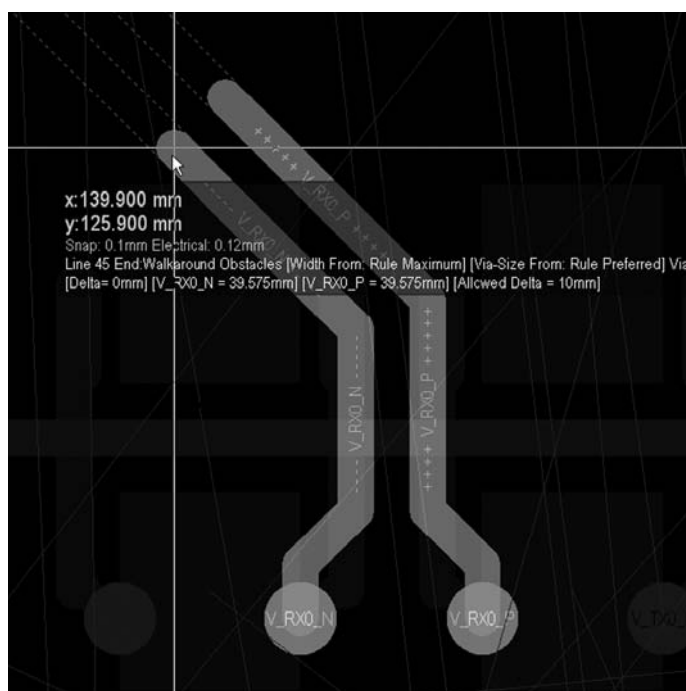 + + + + + V_RX0_P + + + +
----- V_RX0_N
x:139.900 mm
y:125.900 mm
Snap: 0.1mm Electrical: 0.12mm
Line 45 End:Walkaround Obstacles [Width From: Rule Maximum] [Via-Size From: Rule Preferred] Via
[Delta= 0mm] [V_RX0_N = 39.575mm] [V_RX0_P = 39.575mm] [Allowed Delta = 10mm]
---- V_RX0_N -----
++++ V_RX0_P +++++
V_RX0_N
V_RX0_P
V_TX0_